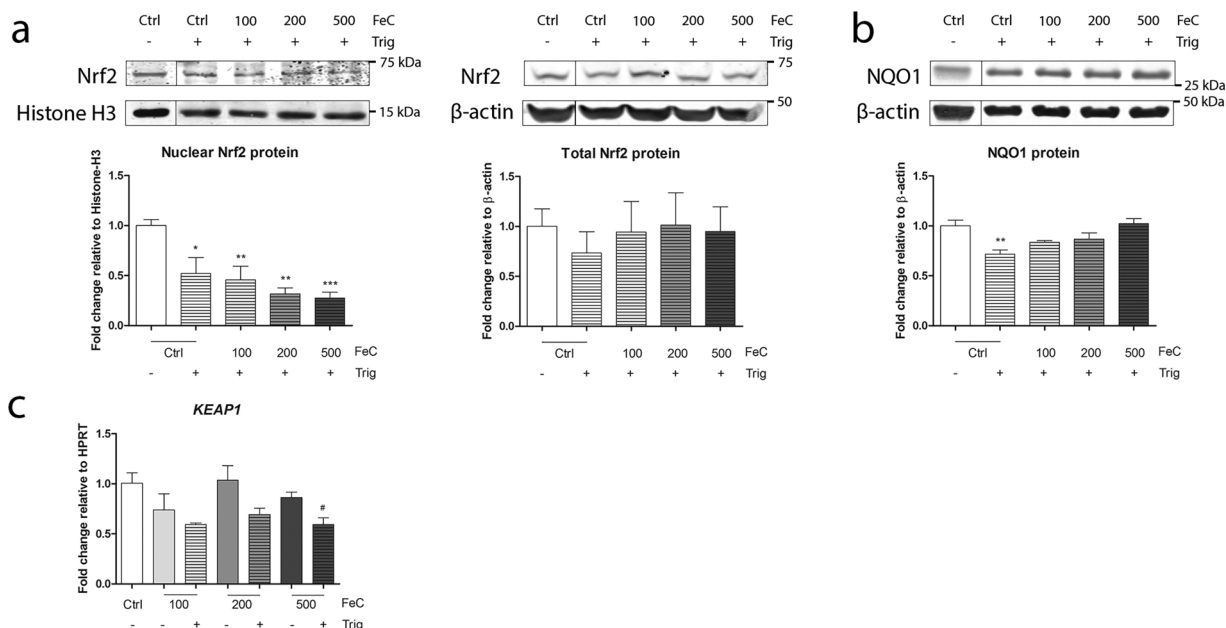 a
Ctrl Ctrl 100 200 500 FeC
- + + + + Trig
Nrf2 75 kDa
Histone H3 15 kDa
Nuclear Nrf2 protein
Fold change relative to Histone-H3
1.5
1.0
0.5
0.0
* ** ** ***
Ctrl 100 200 500 FeC
- + + + + Trig
Ctrl Ctrl 100 200 500 FeC
- + + + + Trig
Nrf2 75
β-actin 50
Total Nrf2 protein
Fold change relative to β-actin
1.5
1.0
0.5
0.0
Ctrl 100 200 500 FeC
- + + + + Trig
b
Ctrl Ctrl 100 200 500 FeC
- + + + + Trig
NQO1 25 kDa
β-actin 50 kDa
NQO1 protein
Fold change relative to β-actin
1.5
1.0
0.5
0.0
**
Ctrl 100 200 500 FeC
- + + + + Trig
c
KEAP1
Fold change relative to HPRT
1.5
1.0
0.5
0.0
#
Ctrl 100 200 500 FeC
- + - + - + Trig